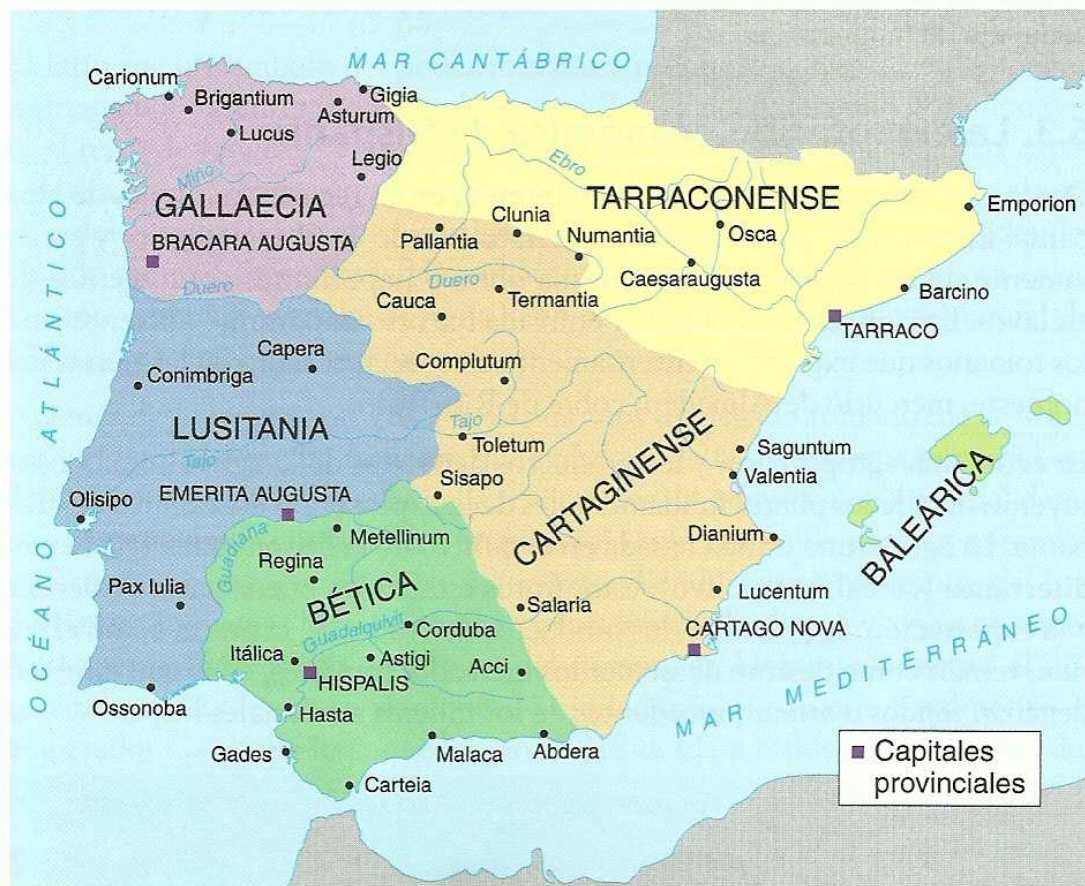 MAR CANTÁBRICO
Carionum
Brigantium
Lucus
Gigia
Asturum
Legio
Miño
GALLAECIA
BRACARA AUGUSTA
Duero
Ebro
TARRACONENSE
Pallantia
Clunia
Numantia
Osca
Emporion
Caesaraugusta
Duero
Termantia
Cauca
Barcino
TARRACO
Complutum
Capera
Conimbriga
LUSITANIA
Tajo
Tajo
Toletum
Sisapo
Olisipo
EMERITA AUGUSTA
CARTAGINENSE
Saguntum
Valentia
BALEÁRICA
Dianium
Guadiana
Metellinum
Regina
BÉTICA
Pax Iulia
Salaria
Lucentum
Guadalquivir
Corduba
CARTAGO NOVA
Itálica
Astigi
Acci
HISPALIS
Ossonoba
Hasta
Gades
Malaca
Abdera
Carteia
OCÉANO ATLÁNTICO
MAR MEDITERRÁNEO
Capitales
provinciales